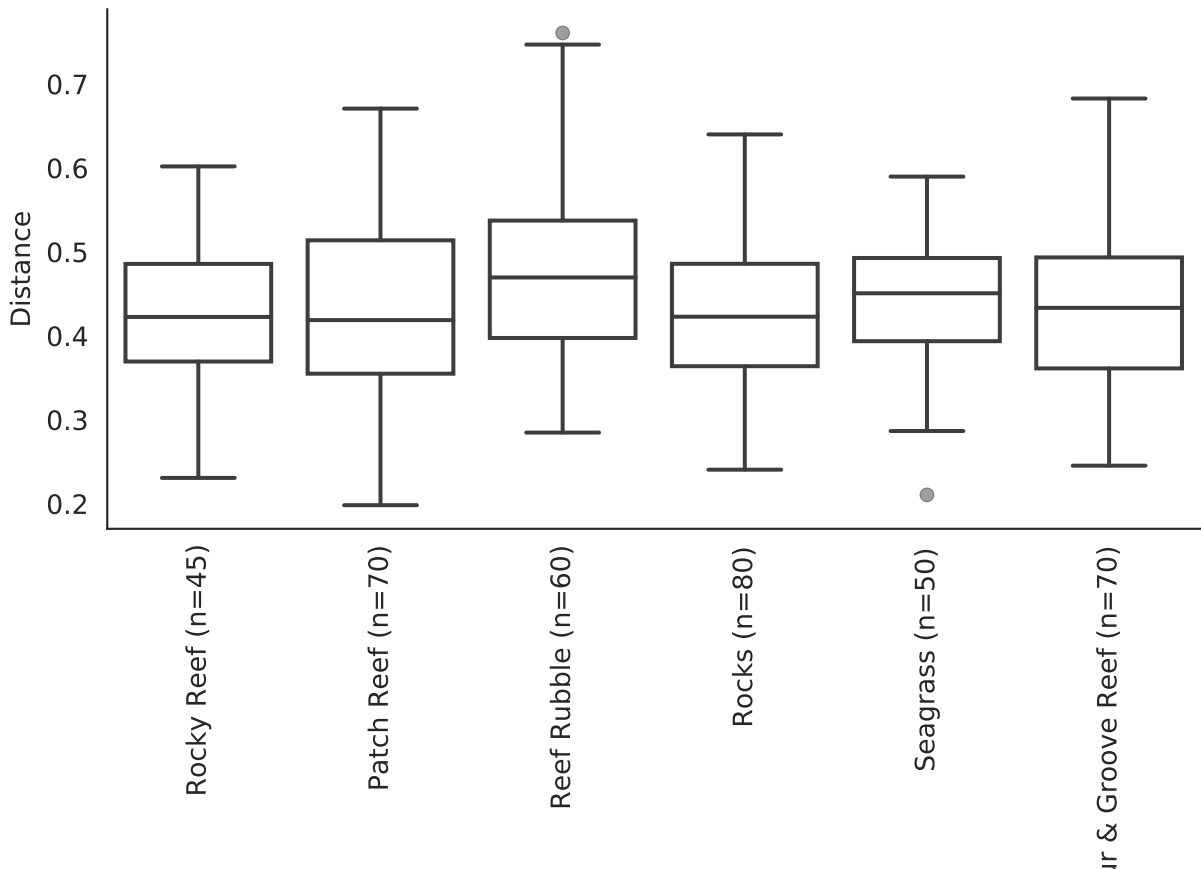 Distance
0.7
0.6
0.5
0.4
0.3
0.2
Rocky Reef (n=45)
Patch Reef (n=70)
Reef Rubble (n=60)
Rocks (n=80)
Seagrass (n=50)
& Groove Reef (n=70)